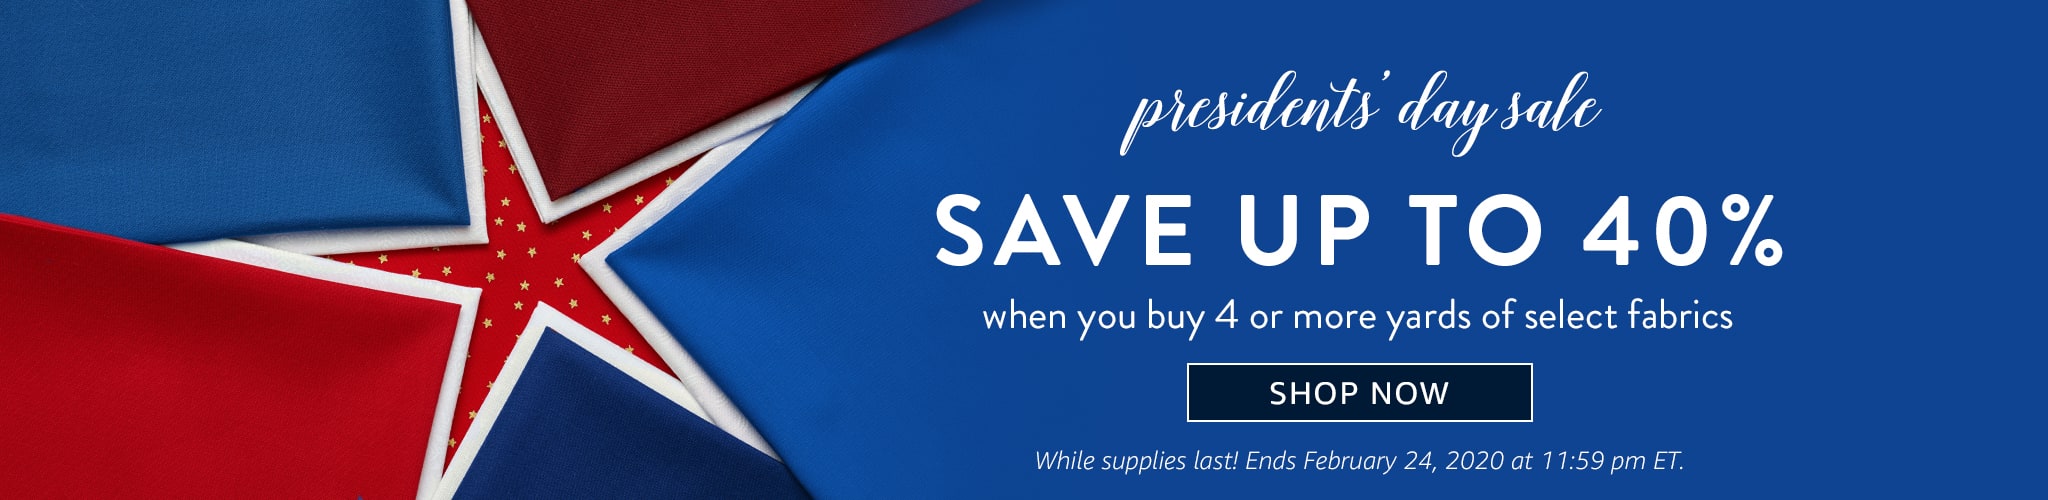 presidents' day sale
SAVE UP TO 40%
when you buy 4 or more yards of select fabrics
SHOP NOW
While supplies last! Ends February 24, 2020 at 11:59 pm ET.